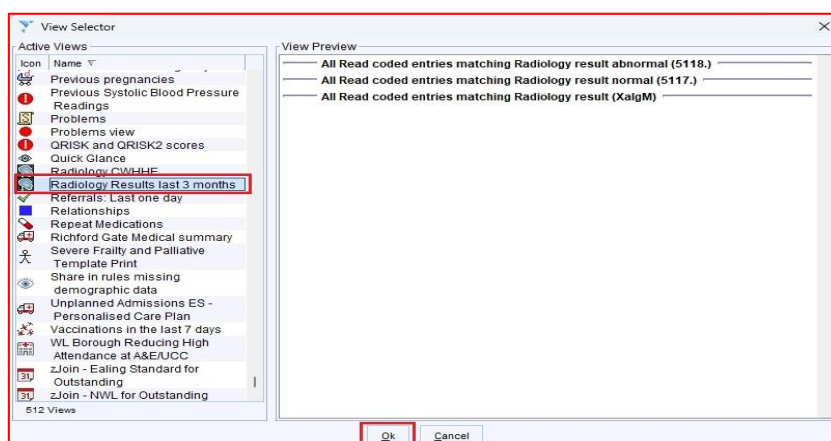 View Selector
Active Views
Icon Name
Previous pregnancies
Previous Systolic Blood Pressure
Readings
Problems
Problems view
QRISK and QRISK2 scores
Quick Glance
Radiology CWHHE
Radiology Results last 3 months
Referrals: Last one day
Relationships
Repeat Medications
Richford Gate Medical summary
Severe Frailty and Palliative
Template Print
Share in rules missing
demographic data
Unplanned Admissions ES -
Personalised Care Plan
Vaccinations in the last 7 days
WL Borough Reducing High
Attendance at A&E/UCC
zJoin - Ealing Standard for
Outstanding
zJoin - NWL for Outstanding
512 Views
View Preview
All Read coded entries matching Radiology result abnormal (5118.)
All Read coded entries matching Radiology result normal (5117.)
All Read coded entries matching Radiology result (XaIgM)
Ok Cancel